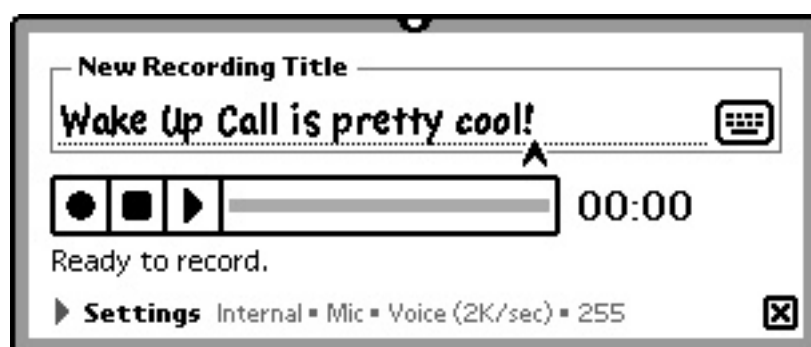 New Recording Title
Wake Up Call is pretty cool!
00:00
Ready to record.
Settings Internal ▪ Mic ▪ Voice (2K/sec) ▪ 255